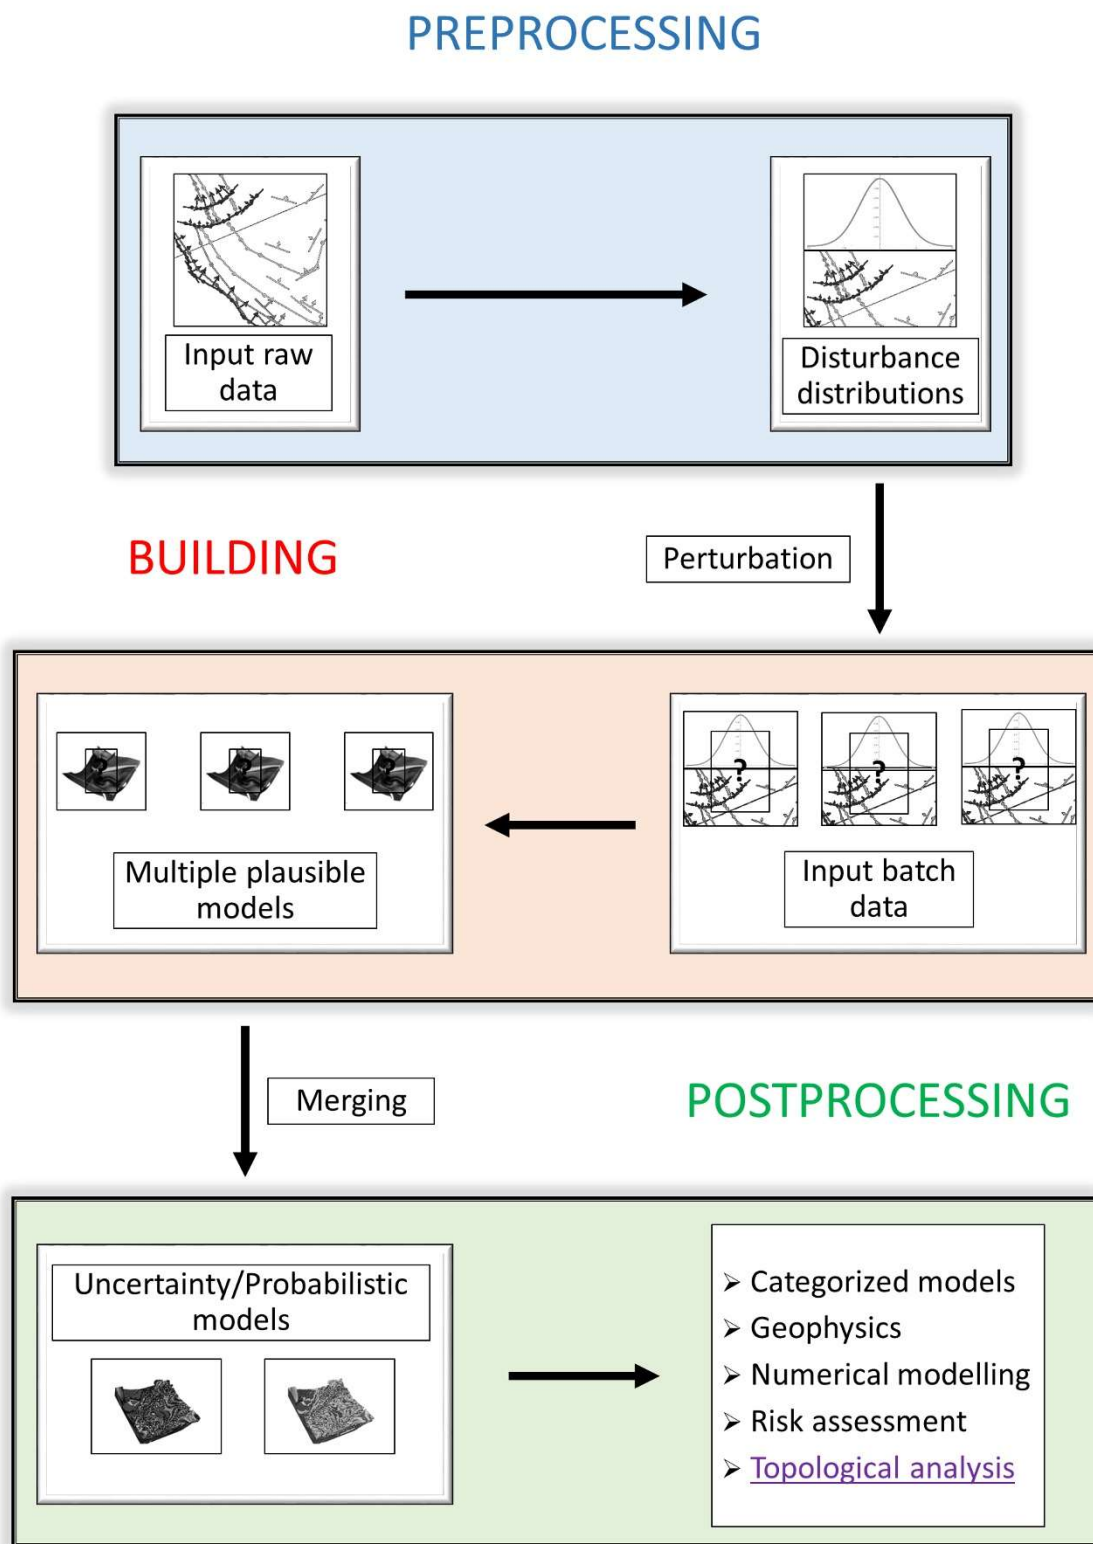 PREPROCESSING
Input raw
data
Disturbance
distributions
BUILDING
Perturbation
?
?
?
?
?
?
Multiple plausible
models
Input batch
data
Merging
POSTPROCESSING
Uncertainty/Probabilistic
models
➢ Categorized models
➢ Geophysics
➢ Numerical modelling
➢ Risk assessment
➢ Topological analysis